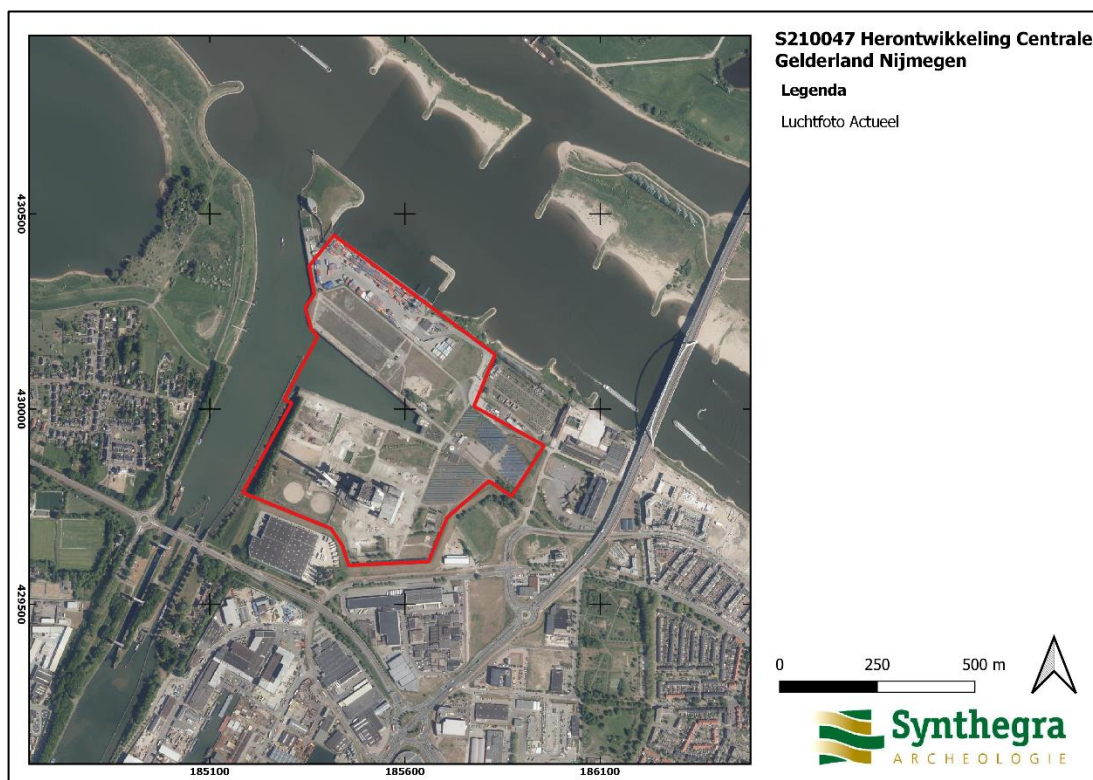 S210047 Herontwikkeling Centrale
Gelderland Nijmegen
Legenda
Luchtfoto Actueel
430500
430000
429500
185100
185600
186100
0 250 500 m
Synthegra
ARCHEOLOGIE